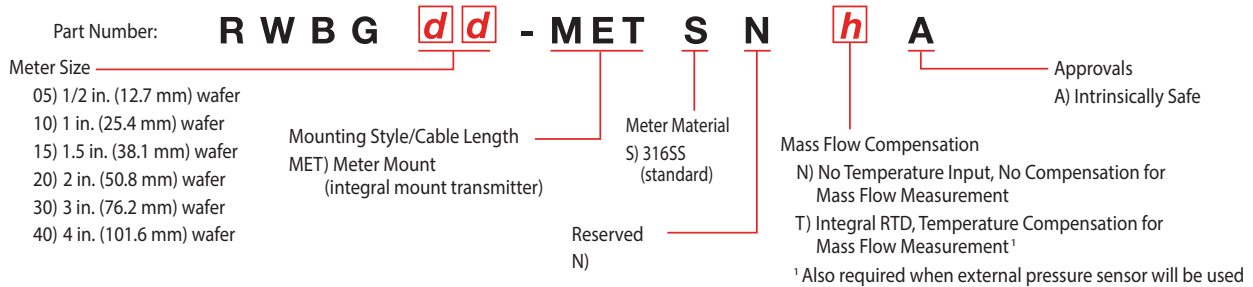 Part Number: R W B G d d - M E T S N h A
Meter Size
05) 1/2 in. (12.7 mm) wafer
10) 1 in. (25.4 mm) wafer
15) 1.5 in. (38.1 mm) wafer
20) 2 in. (50.8 mm) wafer
30) 3 in. (76.2 mm) wafer
40) 4 in. (101.6 mm) wafer
Mounting Style/Cable Length
MET) Meter Mount
(integral mount transmitter)
Meter Material
S) 316SS
(standard)
Reserved
N)
Mass Flow Compensation
N) No Temperature Input, No Compensation for
Mass Flow Measurement
T) Integral RTD, Temperature Compensation for
Mass Flow Measurement¹
¹ Also required when external pressure sensor will be used
Approvals
A) Intrinsically Safe